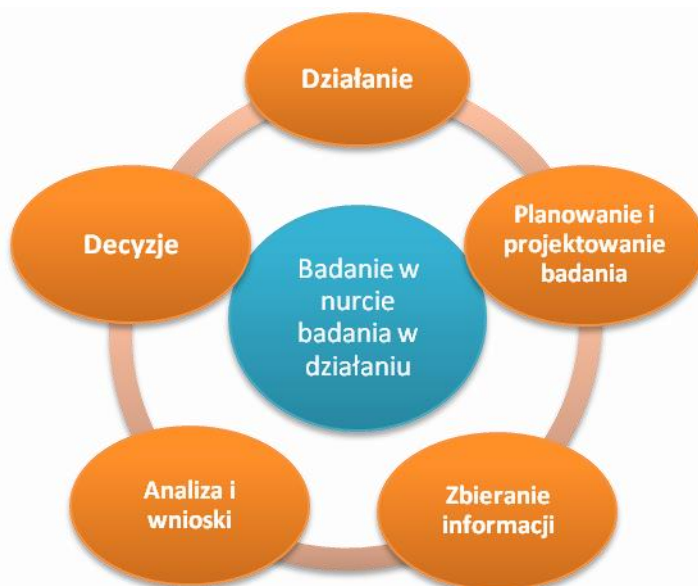 Działanie
Planowanie i
projektowanie
badania
Zbieranie
informacji
Analiza i
wnioski
Decyzje
Badanie w
nurcie
badania w
działaniu